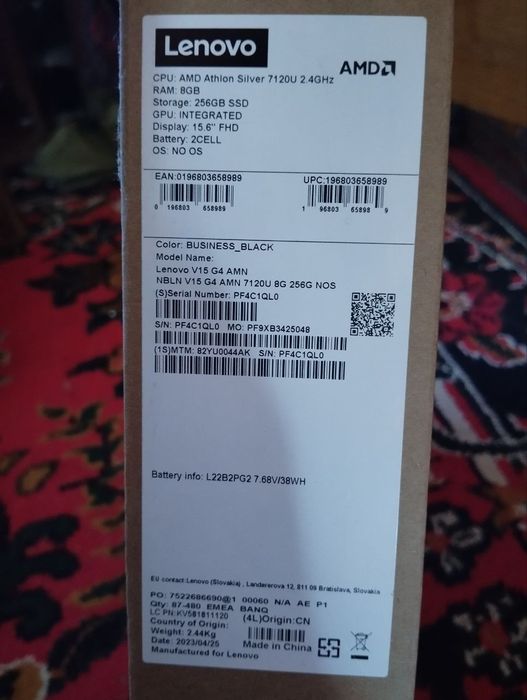 Lenovo
AMD
CPU: AMD Athlon Silver 7120U 2.4GHz
RAM: 8GB
Storage: 256GB SSD
GPU: INTEGRATED
Display: 15.6" FHD
Battery: 2CELL
OS: NO OS
EAN:0196803658989 UPC:196803658989
0 196803 658989 1 96803 65898 9
Color: BUSINESS_BLACK
Model Name:
Lenovo V15 G4 AMN
NBLN V15 G4 AMN 7120U 8G 256G NOS
(S)Serial Number: PF4C1QL0
S/N: PF4C1QL0 MO: PF9XB3425048
(1S)MTM: 82YU0044AK S/N: PF4C1QL0
Battery info: L22B2PG2 7.68V/38WH
EU contact:Lenovo (Slovakia) , Landererova 12, 811 09 Bratislava, Slovakia
PO: 7522686690@1 00060 N/A AE P1
Qty: 87-480 EMEA BANQ
LC PN:KV581811120
Country of Origin: (4L)Origin:CN
Weight: 2.44Kg
Date: 2023/04/25 Made in China
Manufactured for Lenovo